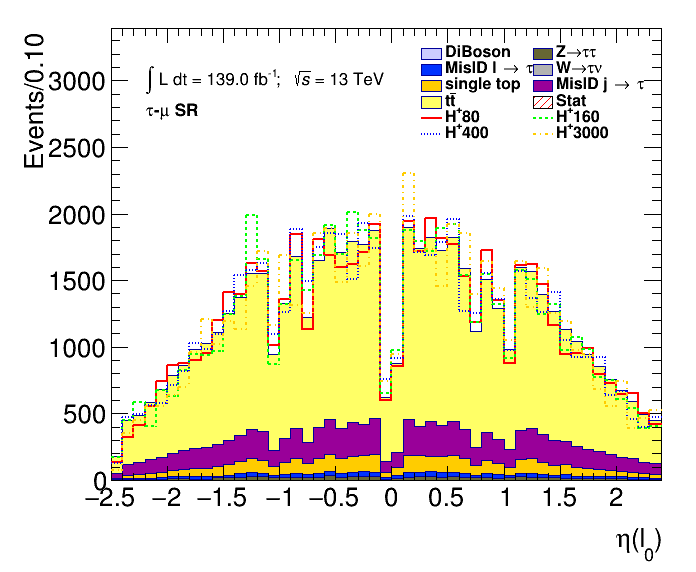 Events/0.10
∫ L dt = 139.0 fb⁻¹; √s = 13 TeV
τ-μ SR
DiBoson Z→ττ
MisID l → τ W→τν
single top MisID j → τ
tt̄ Stat
H⁺80 H⁺160
H⁺400 H⁺3000
3000
2500
2000
1500
1000
500
0
−2.5 −2 −1.5 −1 −0.5 0 0.5 1 1.5 2
η(l₀)